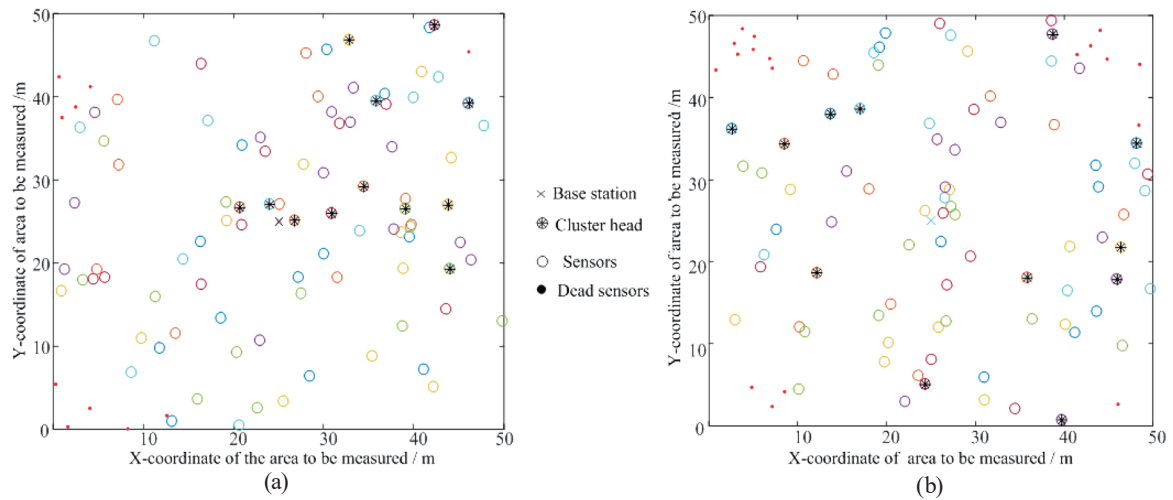 50
40
30
20
10
0
10
20
30
40
50
Y-coordinate of area to be measured /m
X-coordinate of the area to be measured / m
(a)
Base station
Cluster head
Sensors
Dead sensors
50
40
30
20
10
0
10
20
30
40
50
Y-coordinate of area to be measured /m
X-coordinate of area to be measured / m
(b)